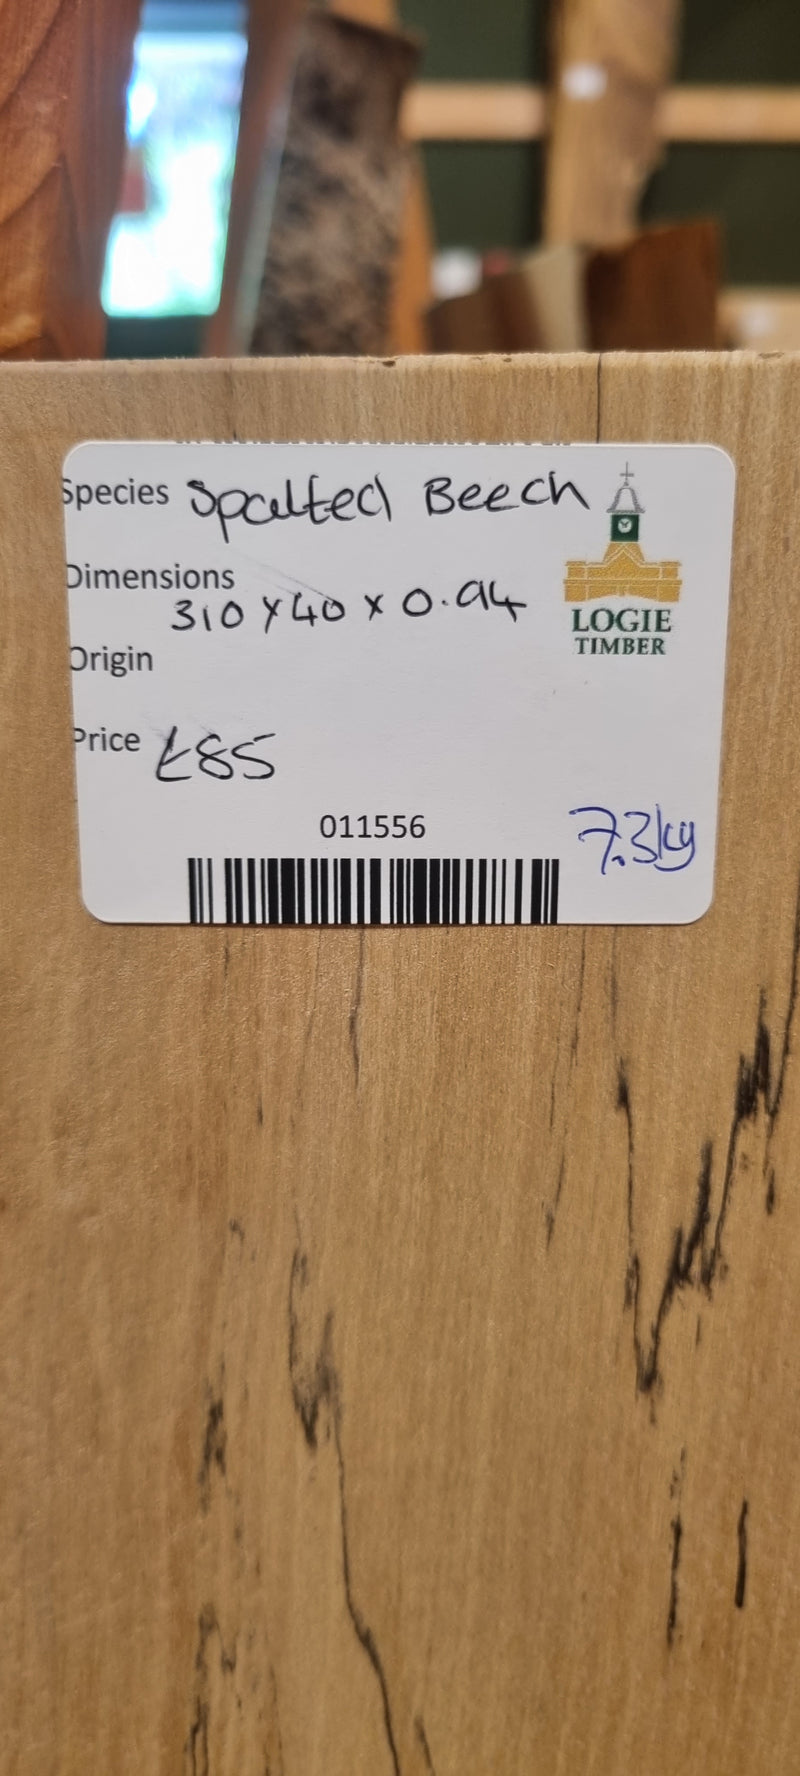 Species Spalted Beech
Dimensions
310 x 40 x 0.94
Origin
LOGIE
TIMBER
Price £85
011556
7.3kg